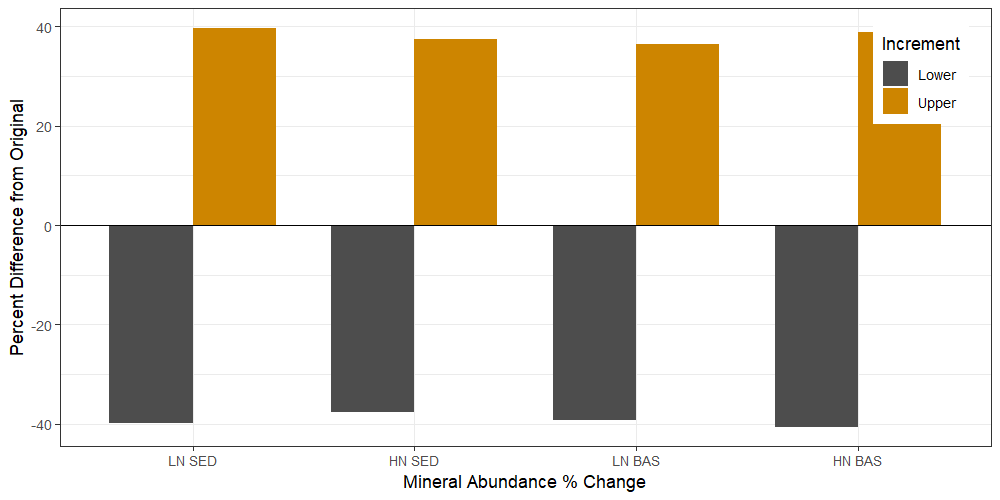 Increment
Lower
Upper
Percent Difference from Original
40
20
0
-20
-40
LN SED
HN SED
LN BAS
HN BAS
Mineral Abundance % Change